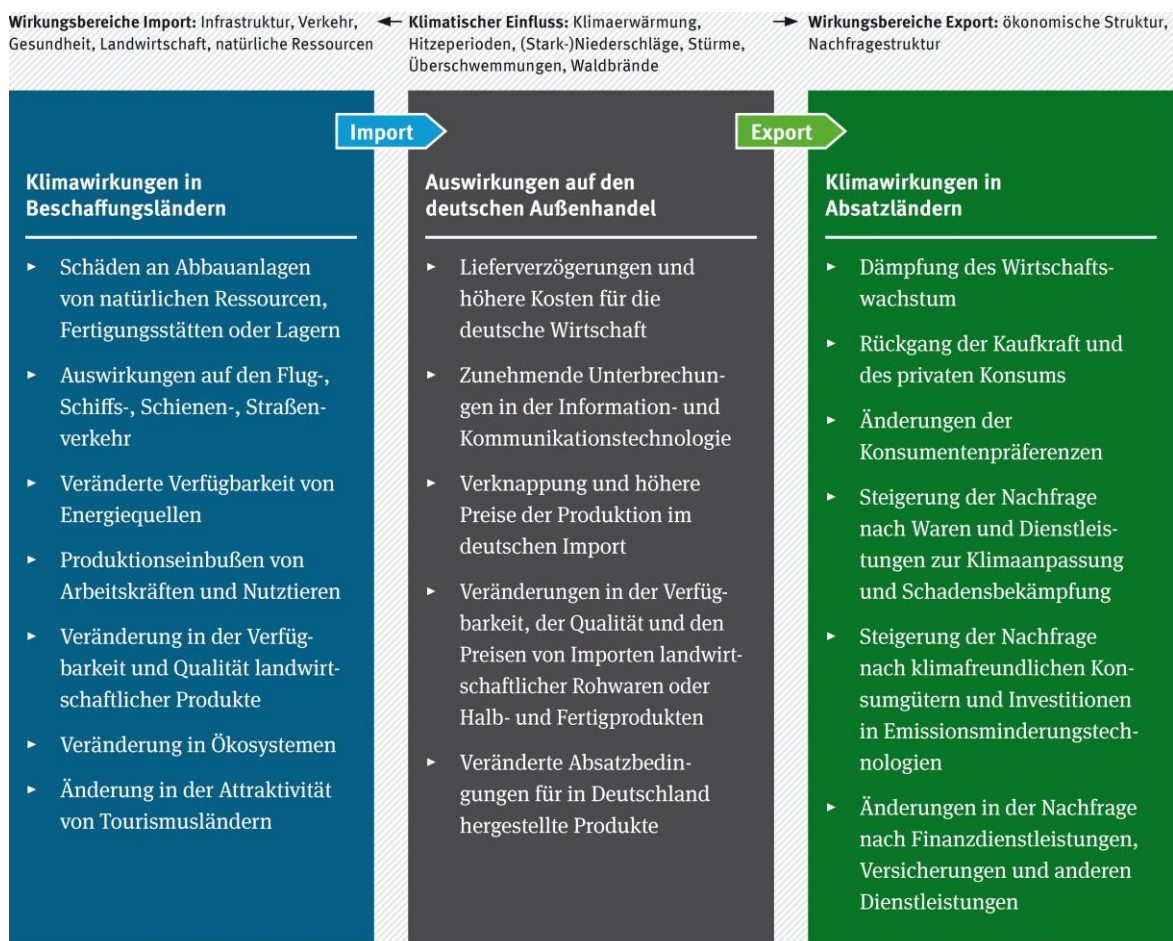 Wirkungsbereiche Import: Infrastruktur, Verkehr,
Gesundheit, Landwirtschaft, natürliche Ressourcen
Klimatischer Einfluss: Klimaerwärmung,
Hitzeperioden, (Stark-)Niederschläge, Stürme,
Überschwemmungen, Waldbrände
Wirkungsbereiche Export: ökonomische Struktur,
Nachfragestruktur
Import
Export
Klimawirkungen in
Beschaffungsländern
Schäden an Abbauanlagen
von natürlichen Ressourcen,
Fertigungsstätten oder Lagern
Auswirkungen auf den Flug-,
Schiffs-, Schienen-, Straßen-
verkehr
Veränderte Verfügbarkeit von
Energiequellen
Produktionseinbußen von
Arbeitskräften und Nutztieren
Veränderung in der Verfüg-
barkeit und Qualität landwirt-
schaftlicher Produkte
Veränderung in Ökosystemen
Änderung in der Attraktivität
von Tourismusländern
Auswirkungen auf den
deutschen Außenhandel
Lieferverzögerungen und
höhere Kosten für die
deutsche Wirtschaft
Zunehmende Unterbrechun-
gen in der Information- und
Kommunikationstechnologie
Verknappung und höhere
Preise der Produktion im
deutschen Import
Veränderungen in der Verfüg-
barkeit, der Qualität und den
Preisen von Importen landwirt-
schaftlicher Rohwaren oder
Halb- und Fertigprodukten
Veränderte Absatzbedin-
gungen für in Deutschland
hergestellte Produkte
Klimawirkungen in
Absatzländern
Dämpfung des Wirtschafts-
wachstum
Rückgang der Kaufkraft und
des privaten Konsums
Änderungen der
Konsumentenpräferenzen
Steigerung der Nachfrage
nach Waren und Dienstleis-
tungen zur Klimaanpassung
und Schadensbekämpfung
Steigerung der Nachfrage
nach klimafreundlichen Kon-
sumgütern und Investitionen
in Emissionsminderungstech-
nologien
Änderungen in der Nachfrage
nach Finanzdienstleistungen,
Versicherungen und anderen
Dienstleistungen